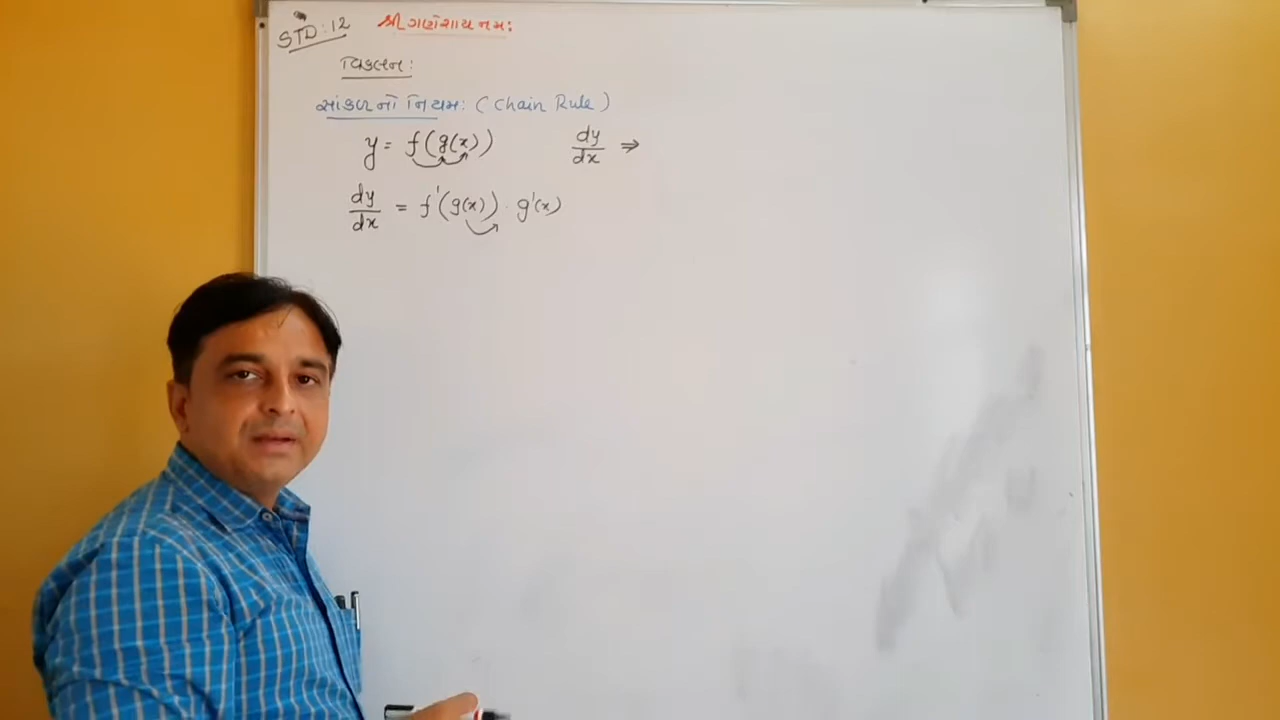 STD:12
શ્રી ગણેશાય નમઃ
વિકલન:
સાંકળનો નિયમ: (Chain Rule)
y = f(g(x)) dy/dx ⇒
dy/dx = f'(g(x)) · g'(x)